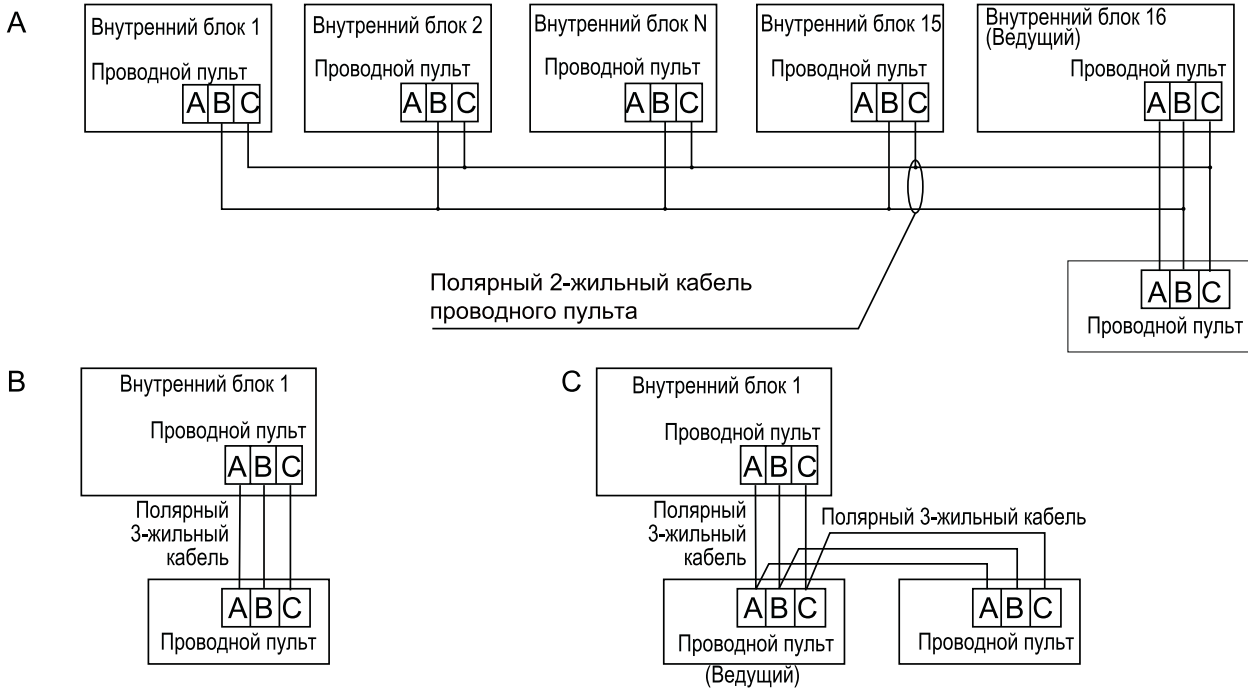 A
Внутренний блок 1
Проводной пульт
A B C
Внутренний блок 2
Проводной пульт
A B C
Внутренний блок N
Проводной пульт
A B C
Внутренний блок 15
Проводной пульт
A B C
Внутренний блок 16
(Ведущий)
Проводной пульт
A B C
Полярный 2-жильный кабель
проводного пульта
A B C
Проводной пульт
B
Внутренний блок 1
Проводной пульт
A B C
Полярный
3-жильный
кабель
A B C
Проводной пульт
C
Внутренний блок 1
Проводной пульт
A B C
Полярный
3-жильный
кабель
Полярный 3-жильный кабель
A B C
Проводной пульт
(Ведущий)
A B C
Проводной пульт